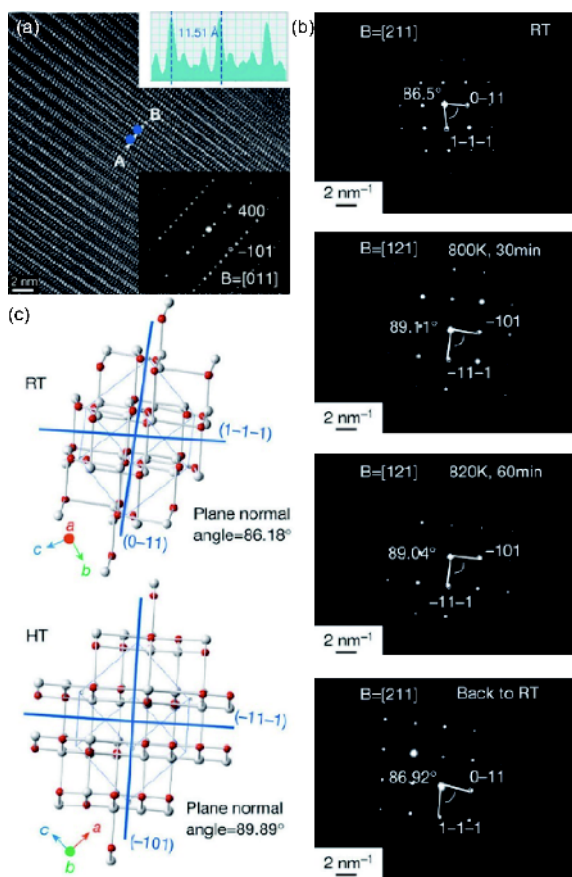 (a)
11.51 Å
B
A
400
−101
B=[011]
2 nm
(b)
B=[211] RT
86.5°
0−11
1−1−1
2 nm⁻¹
B=[121] 800K, 30min
89.11°
−101
−11−1
2 nm⁻¹
B=[121] 820K, 60min
89.04°
−101
−11−1
2 nm⁻¹
B=[211] Back to RT
86.92°
0−11
1−1−1
2 nm⁻¹
(c)
RT
(1−1−1)
Plane normal
angle=86.18°
(0−11)
a
c
b
HT
(−11−1)
Plane normal
angle=89.89°
[−101)
c
a
b